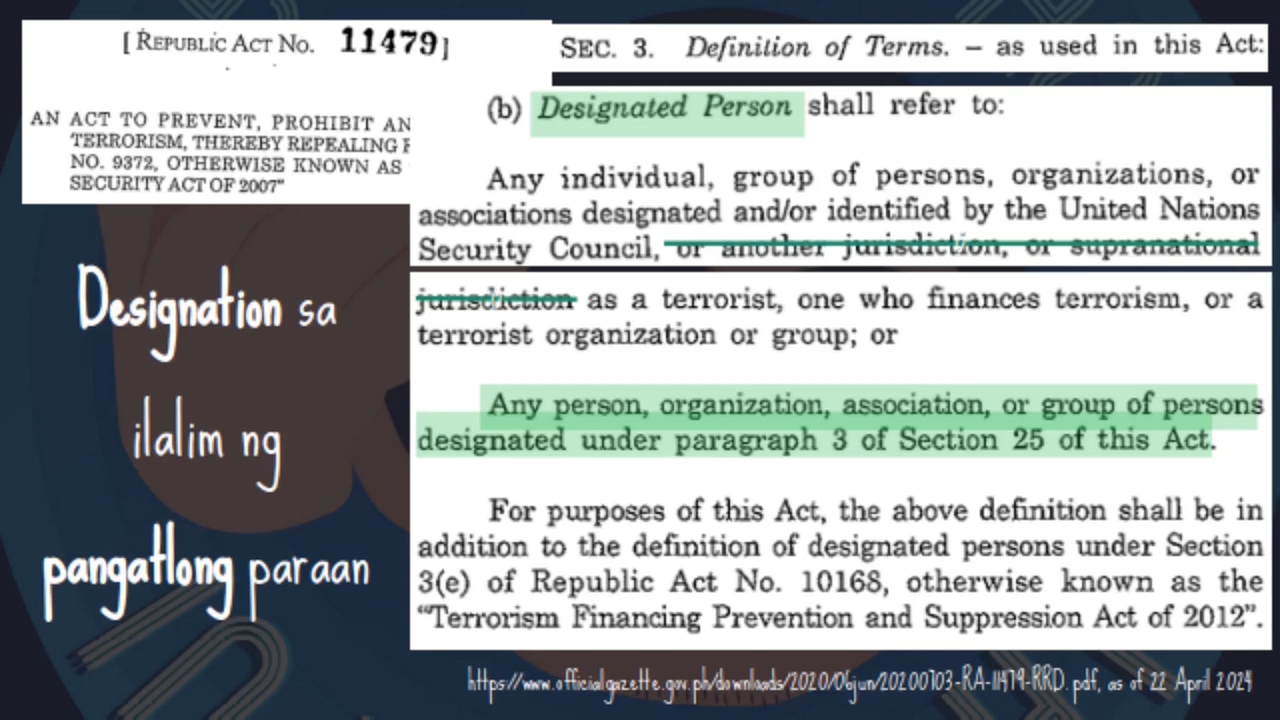 [ REPUBLIC ACT NO. 11479 ]
AN ACT TO PREVENT, PROHIBIT AN
TERRORISM, THEREBY REPEALING
NO. 9372, OTHERWISE KNOWN AS
SECURITY ACT OF 2007"
SEC. 3. Definition of Terms. – as used in this Act:
(b) Designated Person shall refer to:
Any individual, group of persons, organizations, or
associations designated and/or identified by the United Nations
Security Council, or another jurisdiction, or supranational
jurisdiction as a terrorist, one who finances terrorism, or a
terrorist organization or group; or
Any person, organization, association, or group of persons
designated under paragraph 3 of Section 25 of this Act.
For purposes of this Act, the above definition shall be in
addition to the definition of designated persons under Section
3(e) of Republic Act No. 10168, otherwise known as the
“Terrorism Financing Prevention and Suppression Act of 2012”.
Designation sa
ilalim ng
pangatlong paraan
https://www.officialgazette.gov.ph/downloads/2020/06jun/20200703-RA-11479-RRD.pdf, as of 22 April 2024